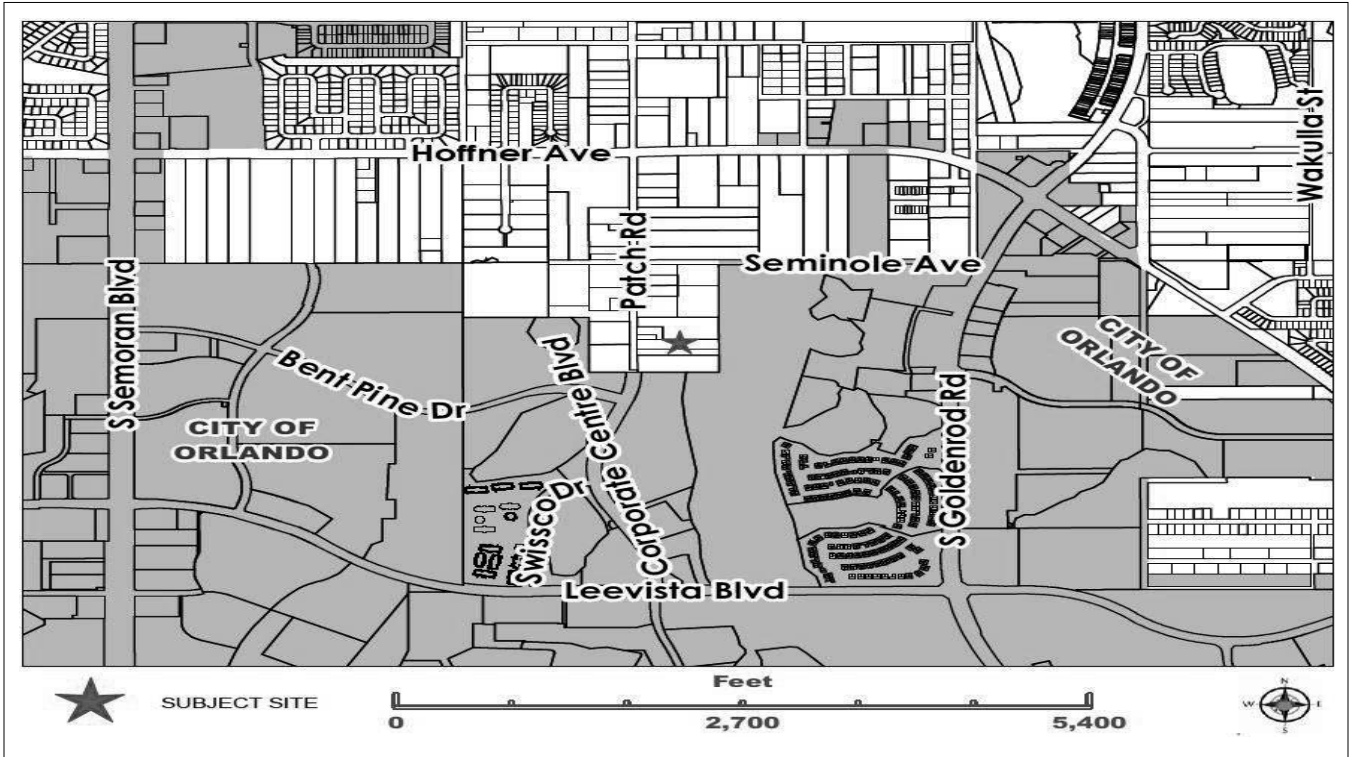 Hoffner Ave
Wakulla St
Patch Rd
Seminole Ave
S Semoran Blvd
CITY OF
ORLANDO
Bent Pine Dr
Corporate Centre Blvd
S Goldenrod Rd
CITY OF
ORLANDO
Swissco Dr
Leevista Blvd
SUBJECT SITE
Feet
0
2,700
5,400
N
W
E
S